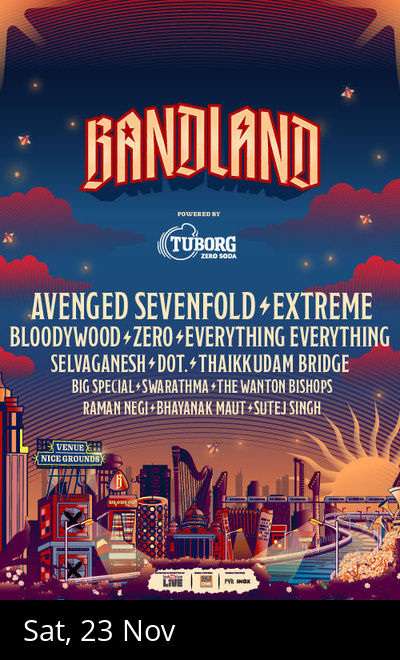 BANDLAND
POWERED BY
TUBORG
ZERO SODA
AVENGED SEVENFOLD EXTREME
BLOODYWOOD ZERO EVERYTHING EVERYTHING
SELVAGANESH DOT. THAIKKUDAM BRIDGE
BIG SPECIAL SWARATHMA THE WANTON BISHOPS
RAMAN NEGI BHAYANAK MAUT SUTEJ SINGH
VENUE
NICE GROUNDS
LIVE
PVR INOX
Sat, 23 Nov